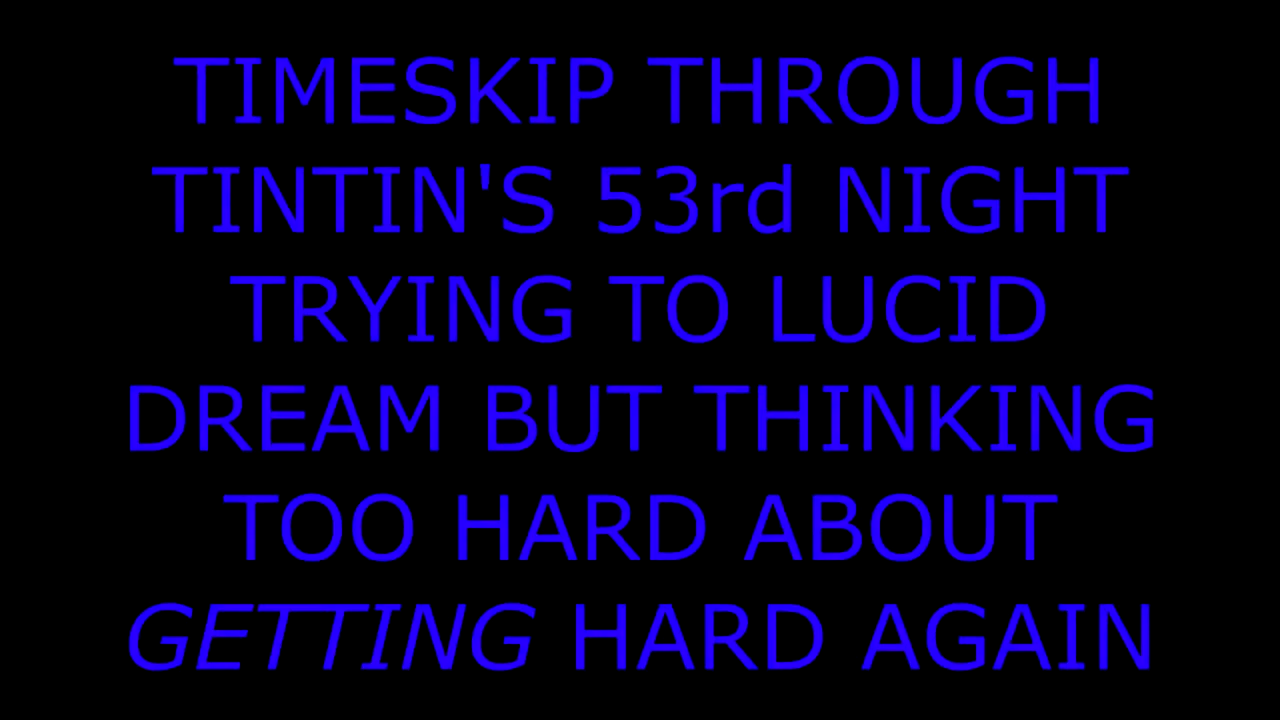 TIMESKIP THROUGH
TINTIN'S 53rd NIGHT
TRYING TO LUCID
DREAM BUT THINKING
TOO HARD ABOUT
GETTING HARD AGAIN